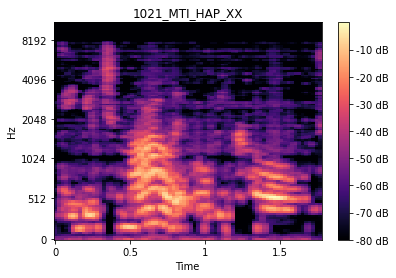 1021_MTI_HAP_XX
8192
4096
2048
1024
512
0
Hz
0
0.5
1
1.5
Time
-10 dB
-20 dB
-30 dB
-40 dB
-50 dB
-60 dB
-70 dB
-80 dB